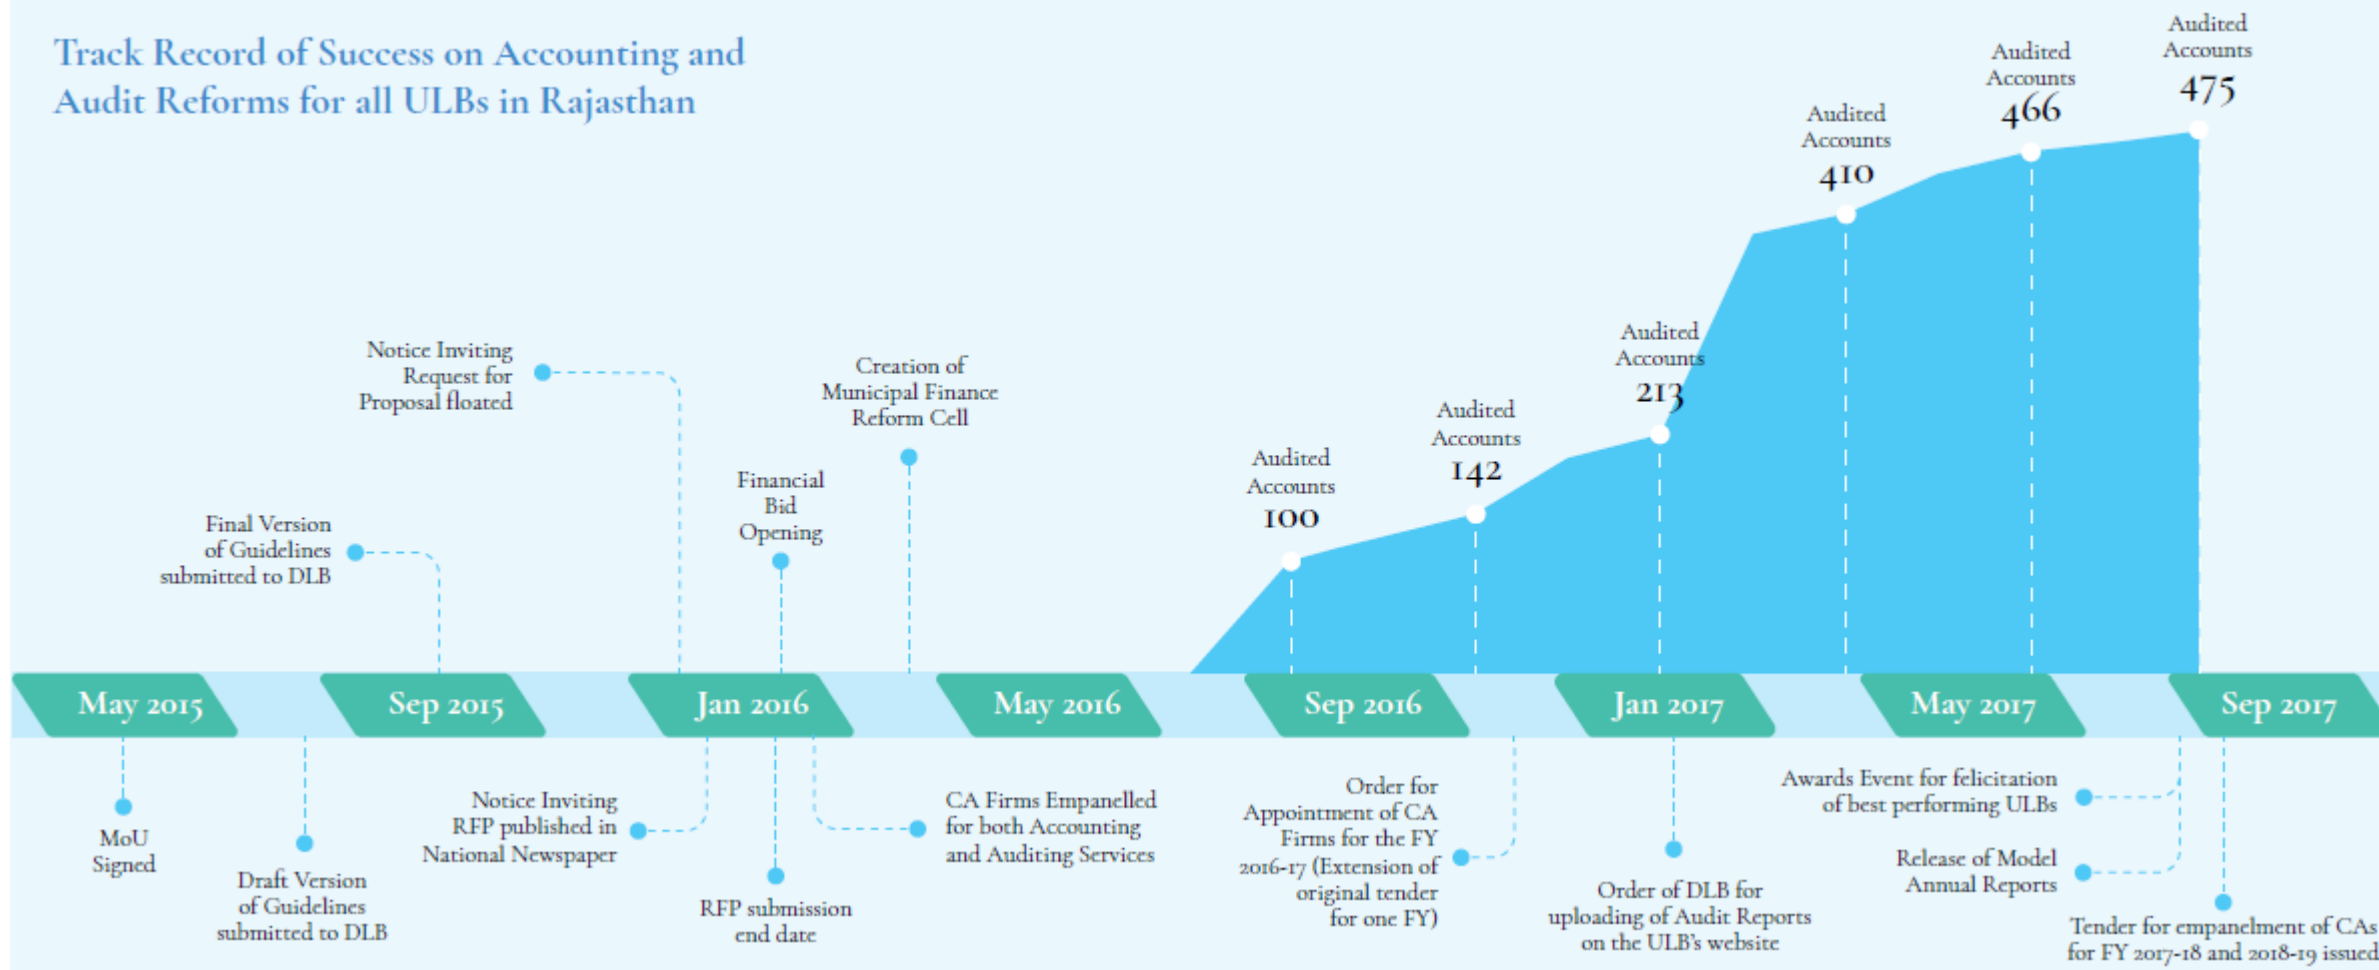 Track Record of Success on Accounting and
Audit Reforms for all ULBs in Rajasthan
Notice Inviting
Request for
Proposal floated
Final Version
of Guidelines
submitted to DLB
Financial
Bid
Opening
Creation of
Municipal Finance
Reform Cell
Audited
Accounts
100
Audited
Accounts
142
Audited
Accounts
213
Audited
Accounts
410
Audited
Accounts
466
Audited
Accounts
475
May 2015
Sep 2015
Jan 2016
May 2016
Sep 2016
Jan 2017
May 2017
Sep 2017
MoU
Signed
Draft Version
of Guidelines
submitted to DLB
Notice Inviting
RFP published in
National Newspaper
RFP submission
end date
CA Firms Empanelled
for both Accounting
and Auditing Services
Order for
Appointment of CA
Firms for the FY
2016-17 (Extension of
original tender
for one FY)
Order of DLB for
uploading of Audit Reports
on the ULB's website
Awards Event for felicitation
of best performing ULBs
Release of Model
Annual Reports
Tender for empanelment of CAs
for FY 2017-18 and 2018-19 issued